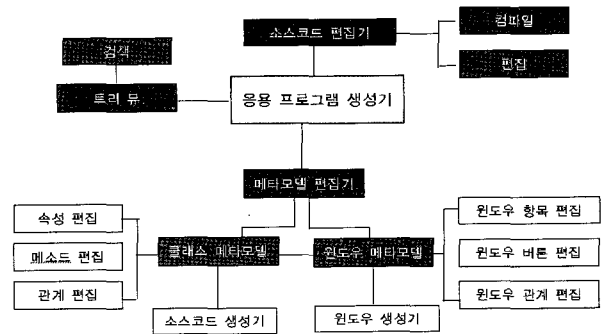 소스코드 편집기
컴파일
검색
편집
트리 뷰
응용 프로그램 생성기
메타모델 편집기
속성 편집
윈도우 항목 편집
메소드 편집
클래스 메타모델
윈도우 메타모델
윈도우 버튼 편집
관계 편집
윈도우 관계 편집
소스코드 생성기
윈도우 생성기